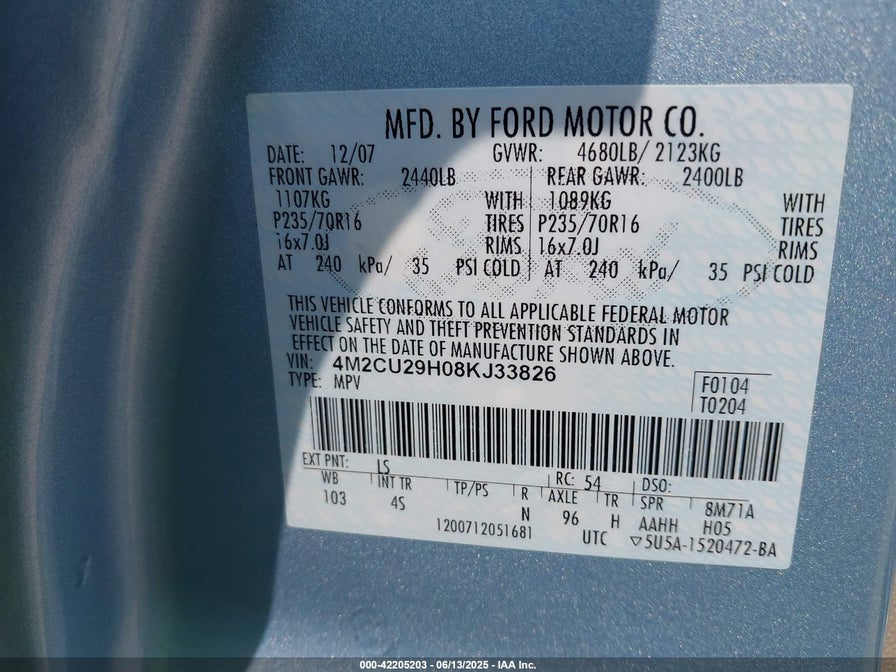 MFD. BY FORD MOTOR CO.
DATE: 12/07 GVWR: 4680LB/ 2123KG
FRONT GAWR: 2440LB REAR GAWR: 2400LB
1107KG WITH 1089KG WITH
P235/70R16 TIRES P235/70R16 TIRES
16x7.0J RIMS 16x7.0J RIMS
AT 240 kPa/ 35 PSI COLD AT 240 kPa/ 35 PSI COLD
THIS VEHICLE CONFORMS TO ALL APPLICABLE FEDERAL MOTOR
VEHICLE SAFETY AND THEFT PREVENTION STANDARDS IN
EFFECT ON THE DATE OF MANUFACTURE SHOWN ABOVE.
VIN: 4M2CU29H08KJ33826
TYPE: MPV
F0104
T0204
EXT PNT: LS RC: 54 DSO:
WB INT TR TP/PS R AXLE TR SPR 8M71A
103 4S N 96 H AAHH H05
1200712051681 UTC ▽5U5A-1520472-BA
000-42205203 - 06/13/2025 - IAA Inc.